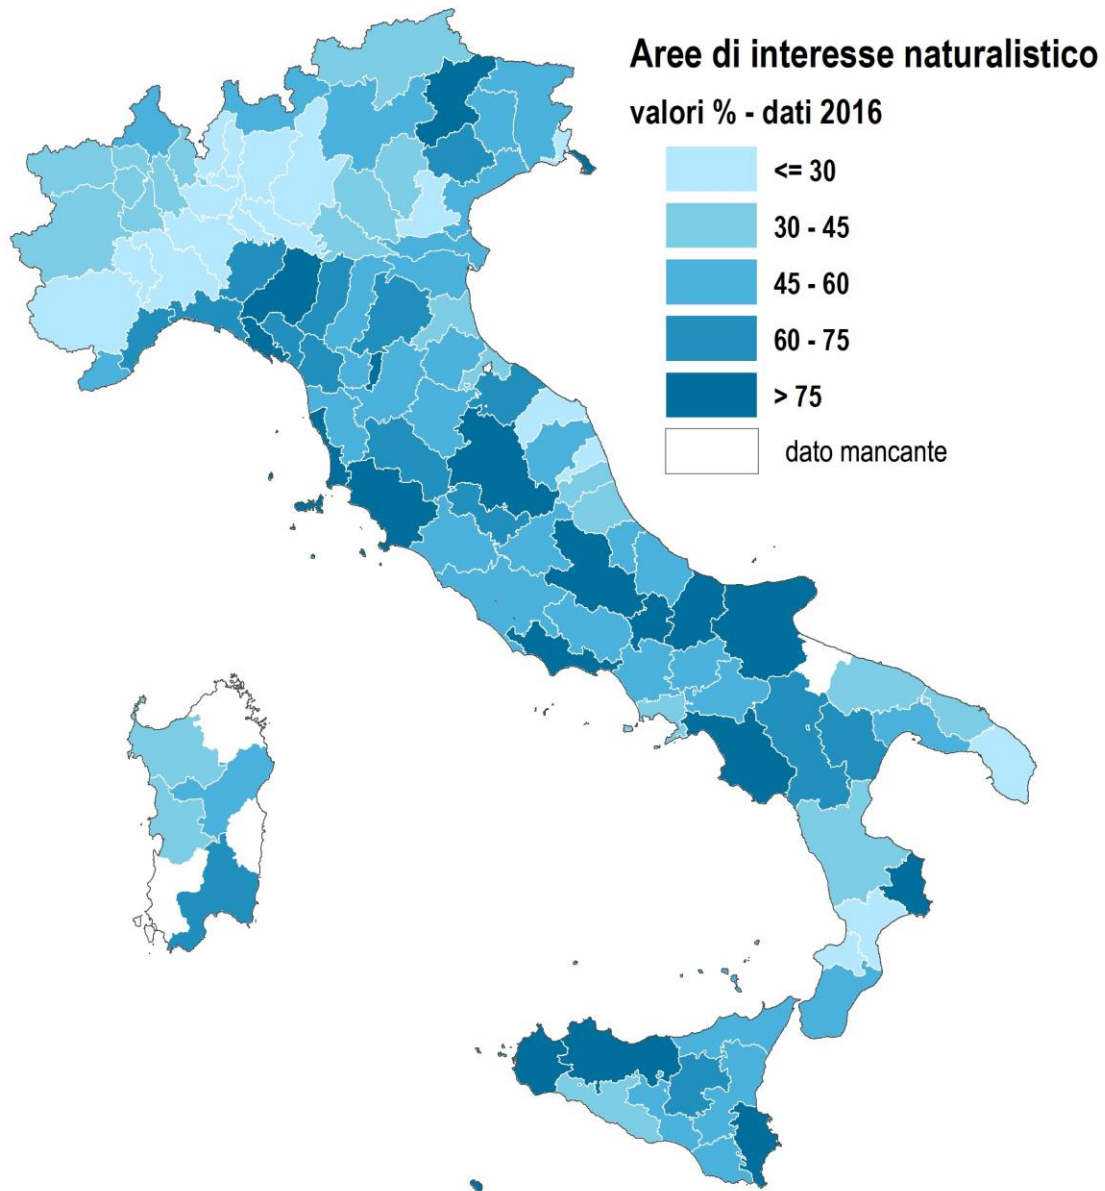 Aree di interesse naturalistico
valori % - dati 2016
<= 30
30 - 45
45 - 60
60 - 75
> 75
dato mancante